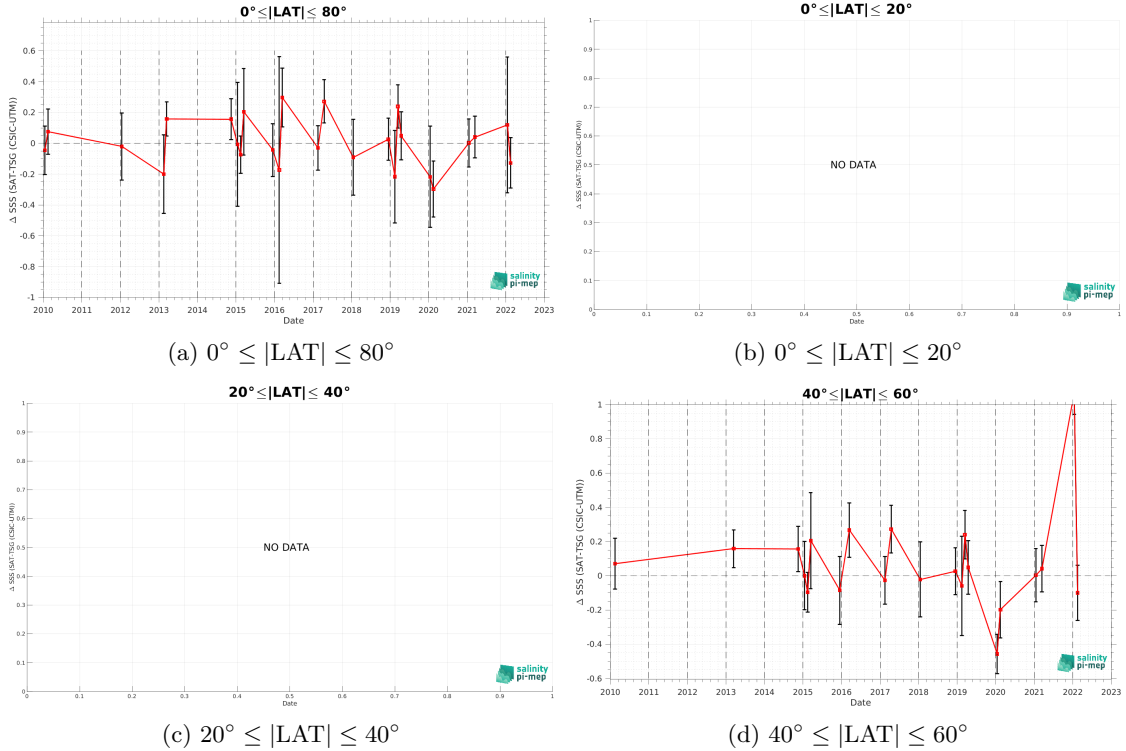 0°≤|LAT|≤ 80°
Δ SSS (SAT-TSG (CSIC-UTM))
0.6
0.4
0.2
0
-0.2
-0.4
-0.6
-0.8
-1
2010 2011 2012 2013 2014 2015 2016 2017 2018 2019 2020 2021 2022 2023
Date
salinity
pi-mep
(a) 0° ≤ |LAT| ≤ 80°
0°≤|LAT|≤ 20°
Δ SSS (SAT-TSG (CSIC-UTM))
1
0.9
0.8
0.7
0.6
0.5
0.4
0.3
0.2
0.1
0
NO DATA
0 0.1 0.2 0.3 0.4 0.5 0.6 0.7 0.8 0.9 1
Date
salinity
pi-mep
(b) 0° ≤ |LAT| ≤ 20°
20°≤|LAT|≤ 40°
Δ SSS (SAT-TSG (CSIC-UTM))
1
0.9
0.8
0.7
0.6
0.5
0.4
0.3
0.2
0.1
0
NO DATA
0 0.1 0.2 0.3 0.4 0.5 0.6 0.7 0.8 0.9 1
Date
salinity
pi-mep
(c) 20° ≤ |LAT| ≤ 40°
40°≤|LAT|≤ 60°
Δ SSS (SAT-TSG (CSIC-UTM))
1
0.8
0.6
0.4
0.2
0
-0.2
-0.4
-0.6
2010 2011 2012 2013 2014 2015 2016 2017 2018 2019 2020 2021 2022 2023
Date
salinity
pi-mep
(d) 40° ≤ |LAT| ≤ 60°